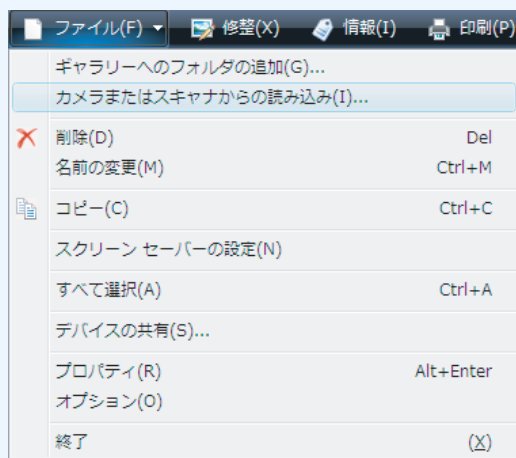 ファイル(F) 修整(X) 情報(I) 印刷(P)
ギャラリーへのフォルダの追加(G)...
カメラまたはスキャナからの読み込み(I)...
削除(D) Del
名前の変更(M) Ctrl+M
コピー(C) Ctrl+C
スクリーン セーバーの設定(N)
すべて選択(A) Ctrl+A
デバイスの共有(S)...
プロパティ(R) Alt+Enter
オプション(O)
終了 (X)